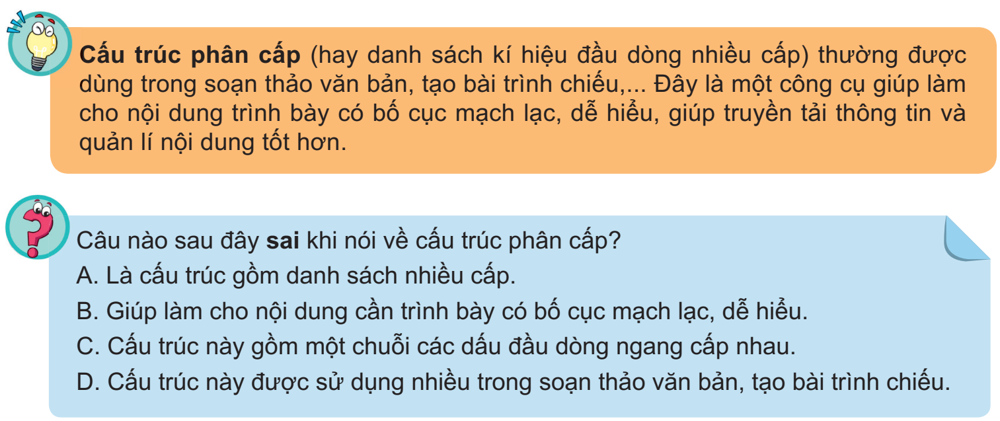 Cấu trúc phân cấp (hay danh sách kí hiệu đầu dòng nhiều cấp) thường được
dùng trong soạn thảo văn bản, tạo bài trình chiếu,... Đây là một công cụ giúp làm
cho nội dung trình bày có bố cục mạch lạc, dễ hiểu, giúp truyền tải thông tin và
quản lí nội dung tốt hơn.
Câu nào sau đây sai khi nói về cấu trúc phân cấp?
A. Là cấu trúc gồm danh sách nhiều cấp.
B. Giúp làm cho nội dung cần trình bày có bố cục mạch lạc, dễ hiểu.
C. Cấu trúc này gồm một chuỗi các dấu đầu dòng ngang cấp nhau.
D. Cấu trúc này được sử dụng nhiều trong soạn thảo văn bản, tạo bài trình chiếu.